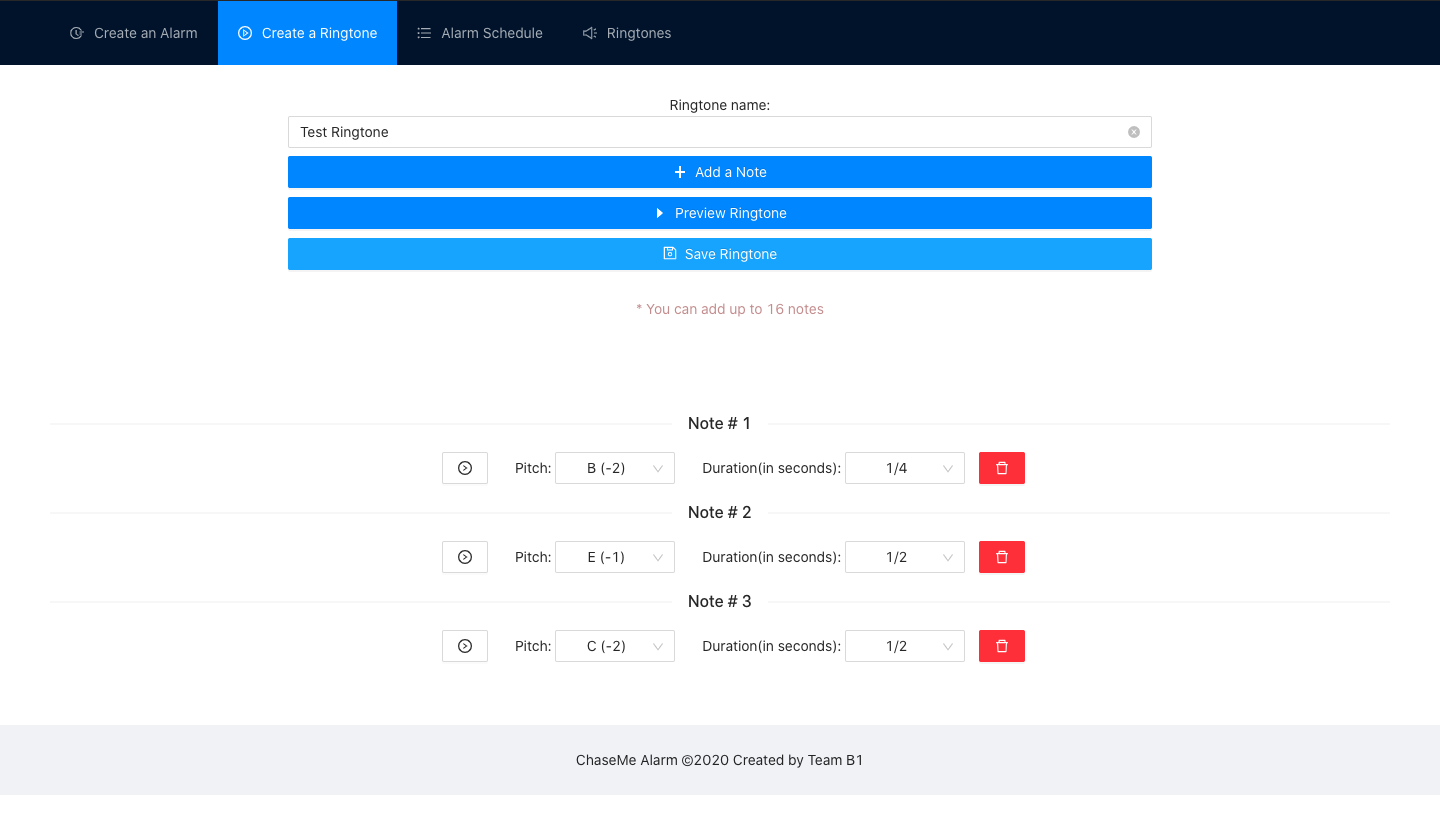 Create an Alarm Create a Ringtone Alarm Schedule Ringtones
Ringtone name:
Test Ringtone
Add a Note
Preview Ringtone
Save Ringtone
* You can add up to 16 notes
Note # 1
Pitch: B (-2) Duration(in seconds): 1/4
Note # 2
Pitch: E (-1) Duration(in seconds): 1/2
Note # 3
Pitch: C (-2) Duration(in seconds): 1/2
ChaseMe Alarm ©2020 Created by Team B1